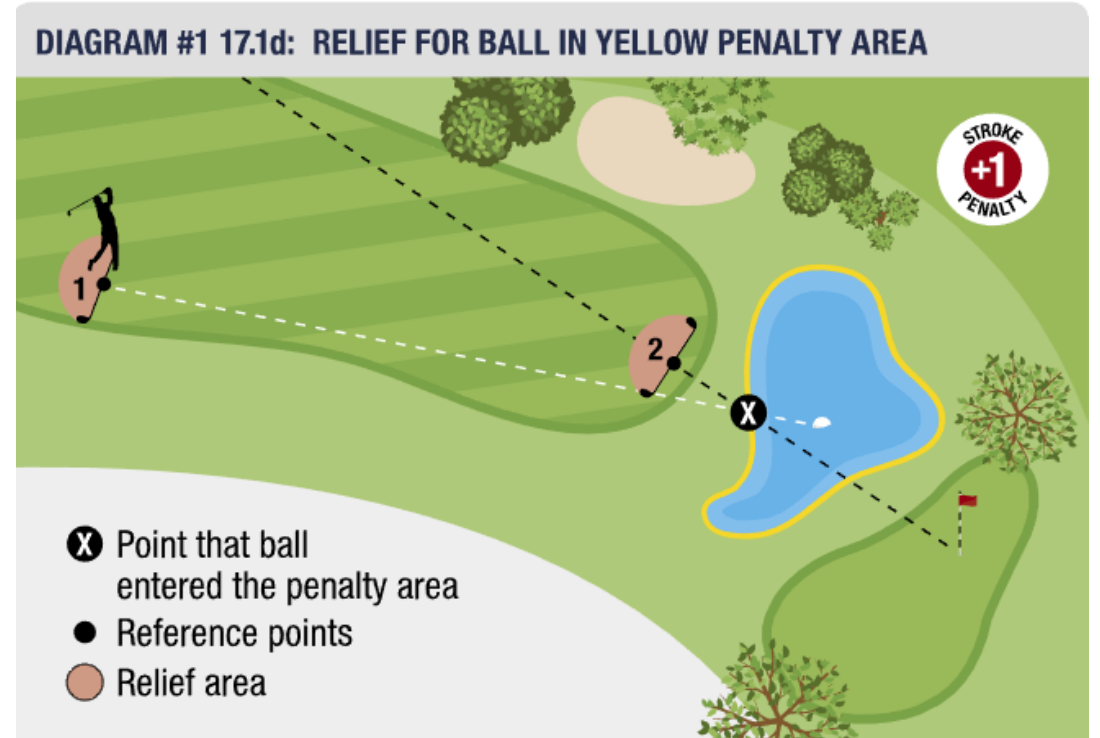 DIAGRAM #1 17.1d: RELIEF FOR BALL IN YELLOW PENALTY AREA
STROKE
+1
PENALTY
1
2
X
X Point that ball
entered the penalty area
Reference points
Relief area